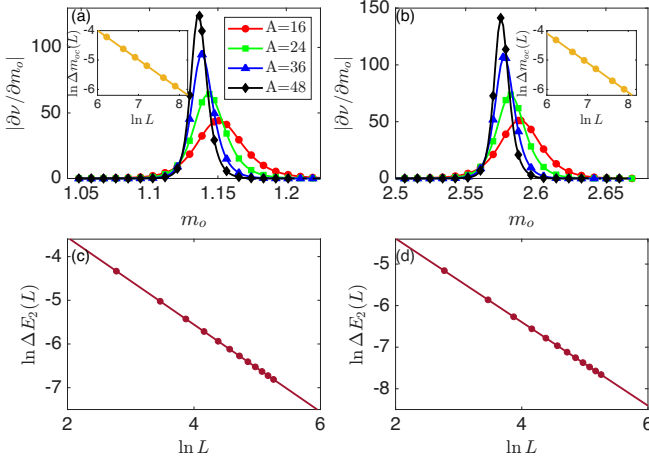 (a)
|∂ν/∂m_o|
100
50
0
1.05
1.1
1.15
1.2
m_o
ln Δm_oc(L)
-4
-5
-6
6
7
8
ln L
A=16
A=24
A=36
A=48
(b)
|∂ν/∂m_o|
150
100
50
0
2.5
2.55
2.6
2.65
m_o
ln Δm_oc(L)
-4
-5
-6
6
7
8
ln L
(c)
ln ΔE_2(L)
-4
-5
-6
-7
2
4
6
ln L
(d)
ln ΔE_2(L)
-5
-6
-7
-8
2
4
6
ln L